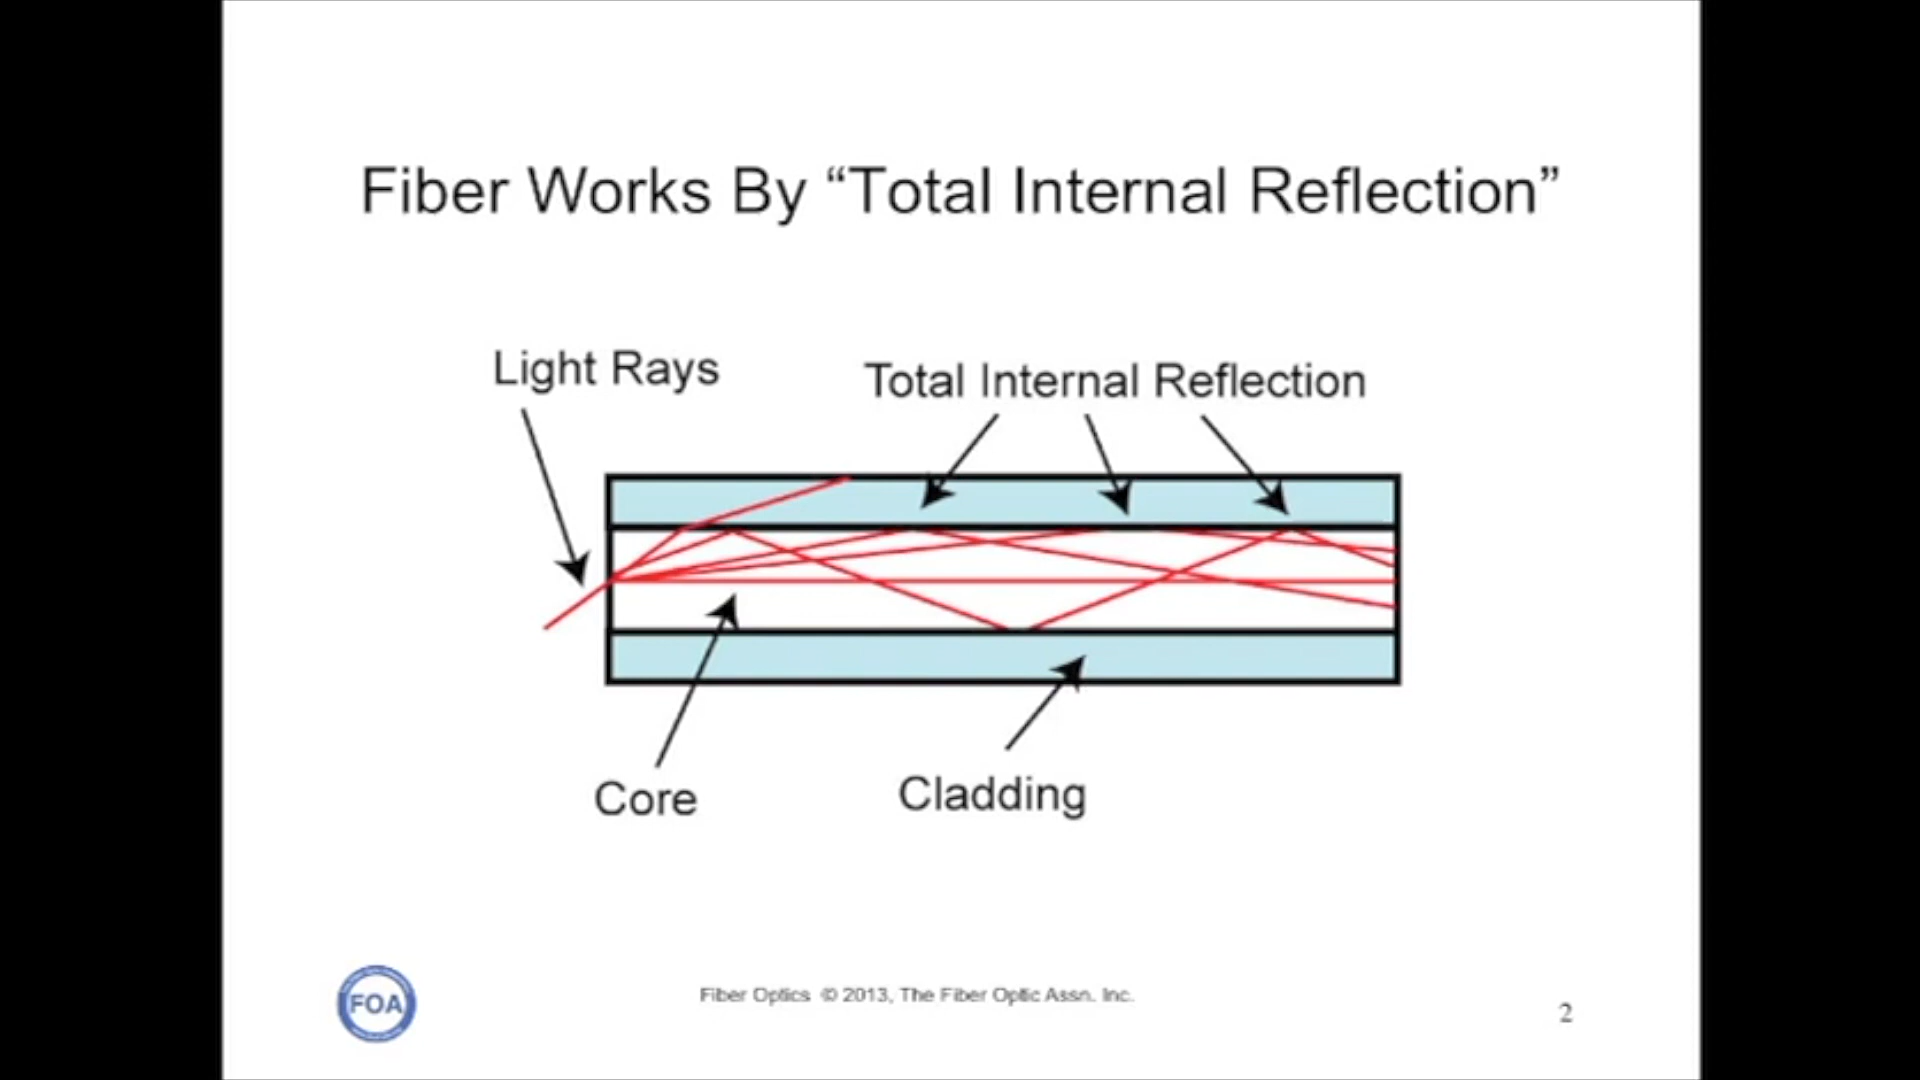 Fiber Works By “Total Internal Reflection”
Light Rays
Total Internal Reflection
Core
Cladding
FOA
Fiber Optics © 2013, The Fiber Optic Assn. Inc.
2